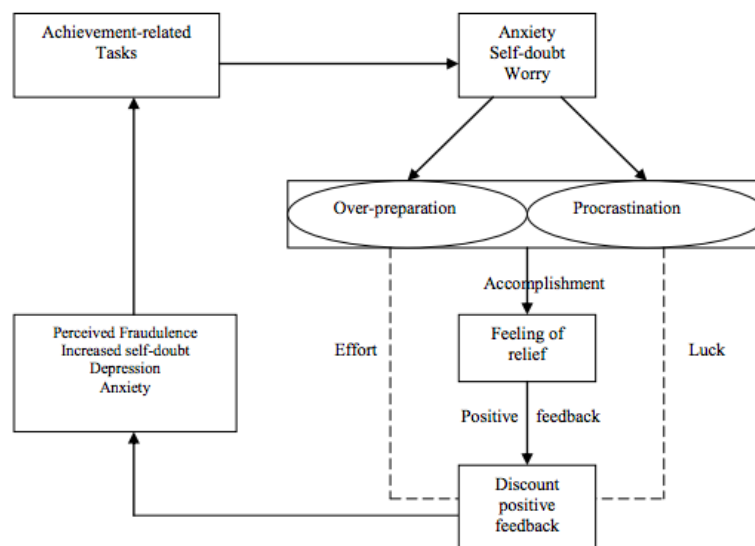 Achievement-related
Tasks
Anxiety
Self-doubt
Worry
Over-preparation
Procrastination
Accomplishment
Perceived Fraudulence
Increased self-doubt
Depression
Anxiety
Effort
Feeling of
relief
Luck
Positive feedback
Discount
positive
feedback